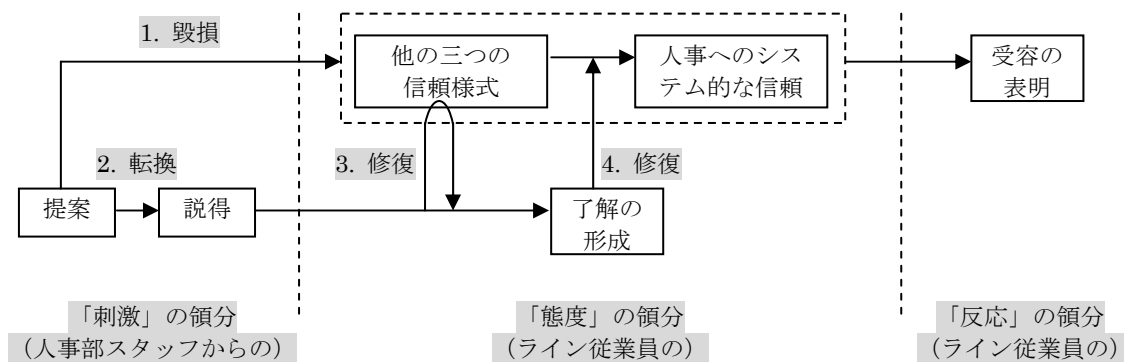 1. 毀損
他の三つの
信頼様式
人事へのシス
テム的な信頼
受容の
表明
2. 転換
3. 修復
4. 修復
提案
説得
了解の
形成
「刺激」の領分
（人事部スタッフからの）
「態度」の領分
（ライン従業員の）
「反応」の領分
（ライン従業員の）